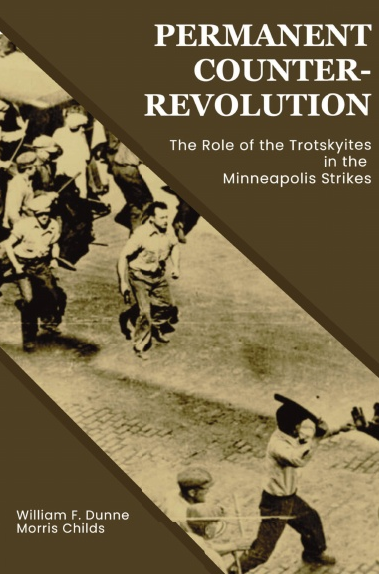 PERMANENT
COUNTER-
REVOLUTION
The Role of the Trotskyites
in the
Minneapolis Strikes
William F. Dunne
Morris Childs